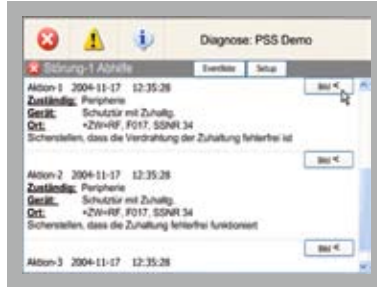 Diagnose: PSS Demo
Störung-1 Abhilfe
Eventliste Setup
Aktion-1 2004-11-17 12:35:28
Bild <
Zuständig: Peripherie
Gerät: Schutztür mit Zuhaltg.
Ort: +ZW=RF, F017, SSNR 34
Sicherstellen, dass die Verdrahtung der Zuhaltung fehlerfrei ist
Bild <
Aktion-2 2004-11-17 12:35:28
Zuständig: Peripherie
Gerät: Schutztür mit Zuhaltg.
Ort: +ZW=RF, F017, SSNR 34
Sicherstellen, dass die Zuhaltung fehlerfrei funktioniert
Bild <
Aktion-3 2004-11-17 12:35:28